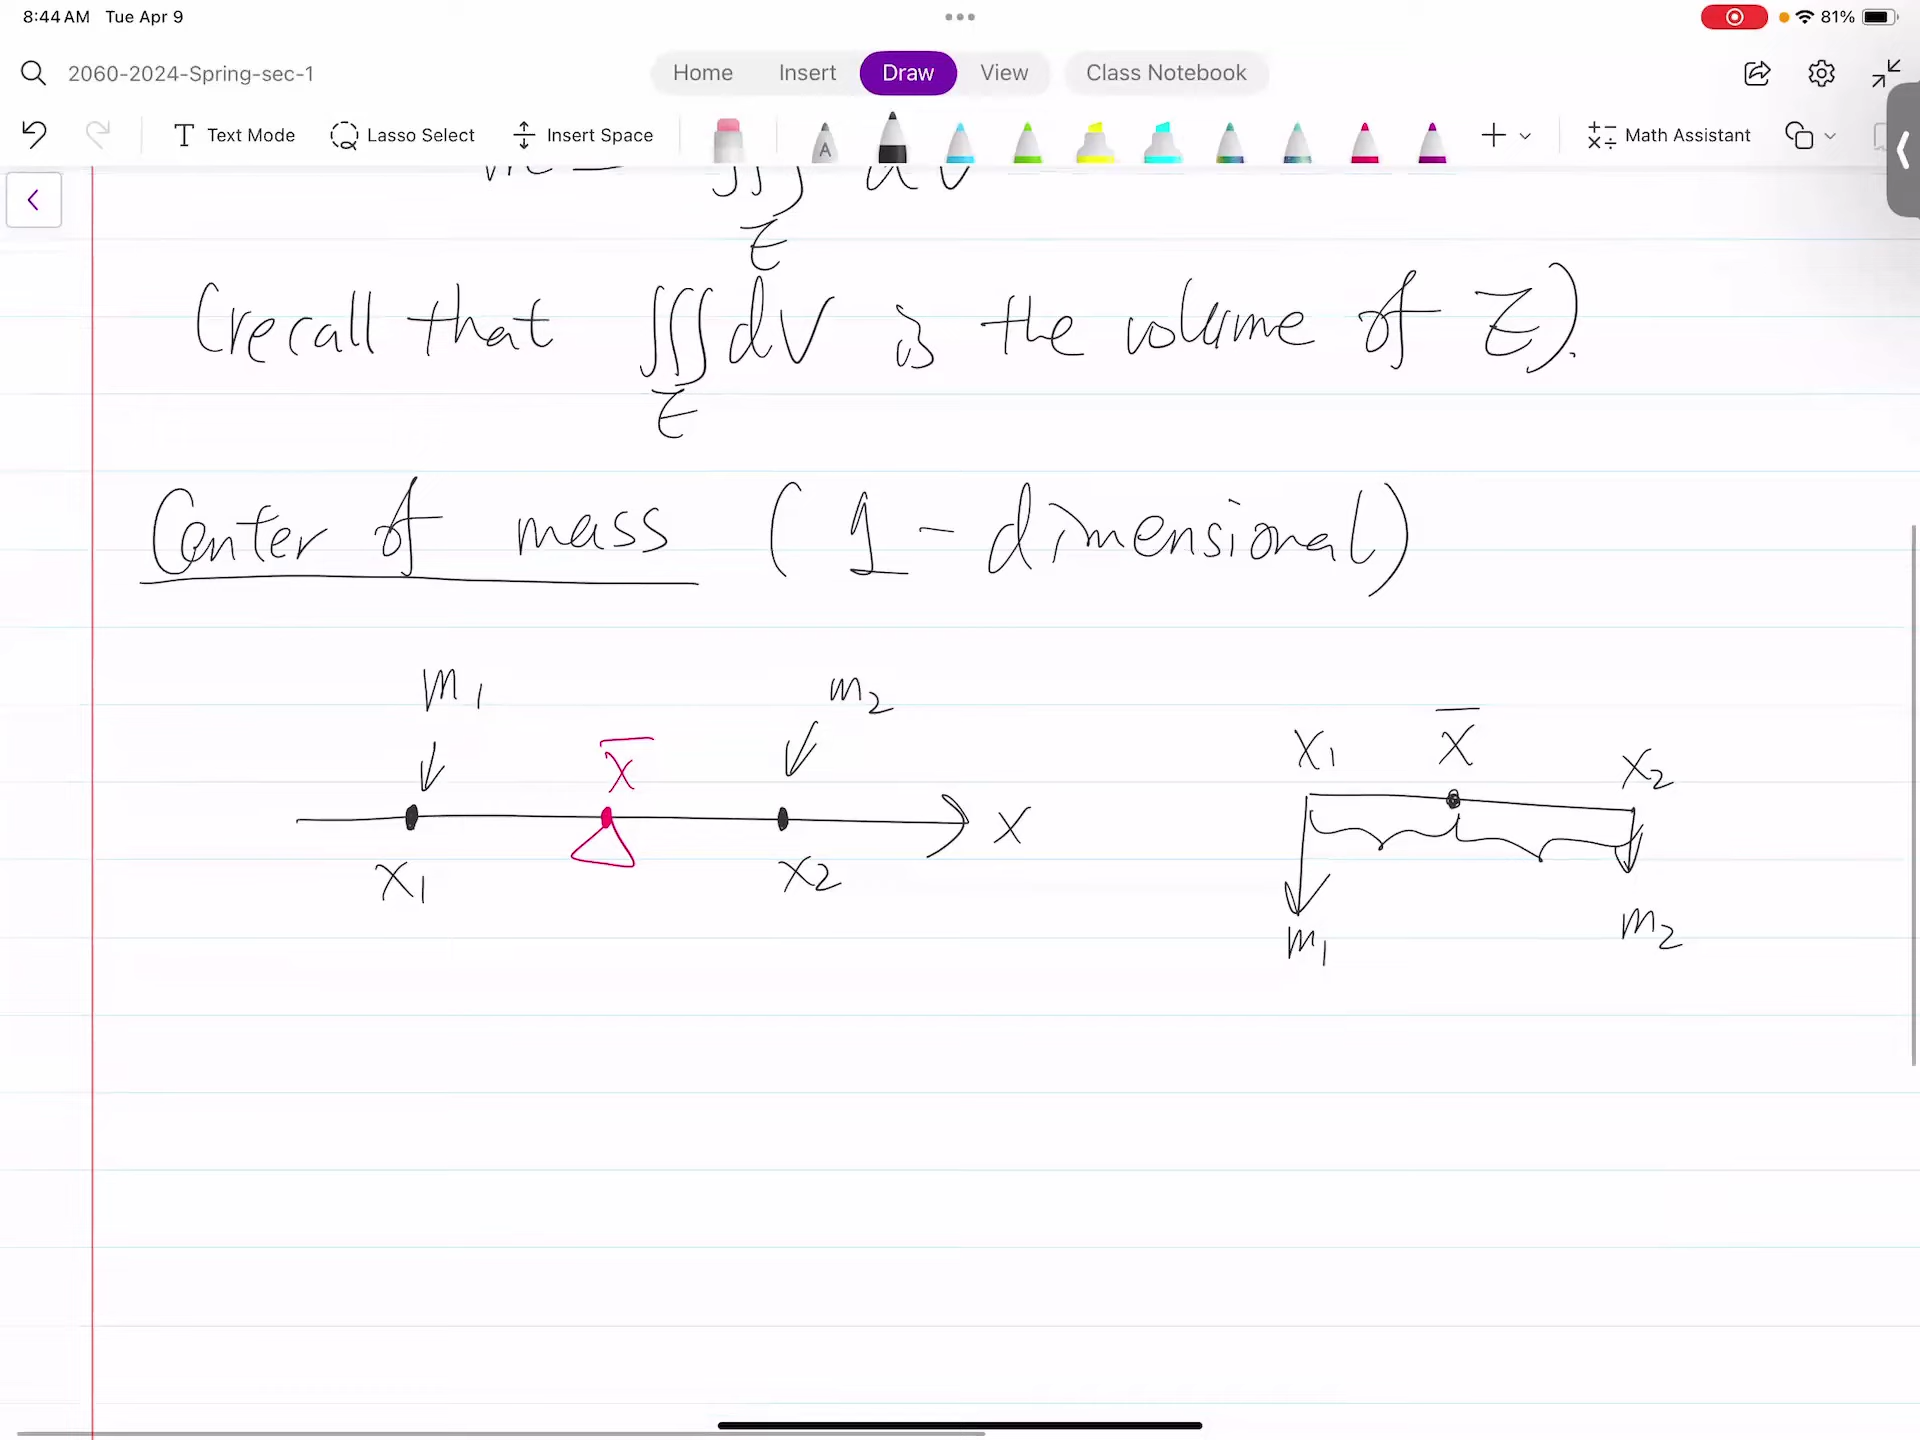 8:44 AM Tue Apr 9
81%
2060-2024-Spring-sec-1
Home Insert Draw View Class Notebook
Text Mode Lasso Select Insert Space A Math Assistant
∭ dV
E
(recall that ∭ dV is the volume of E).
E
Center of mass (1-dimensional)
m₁ m₂
x̄
x
x₁ x₂
x₁ x̄ x₂
m₁ m₂